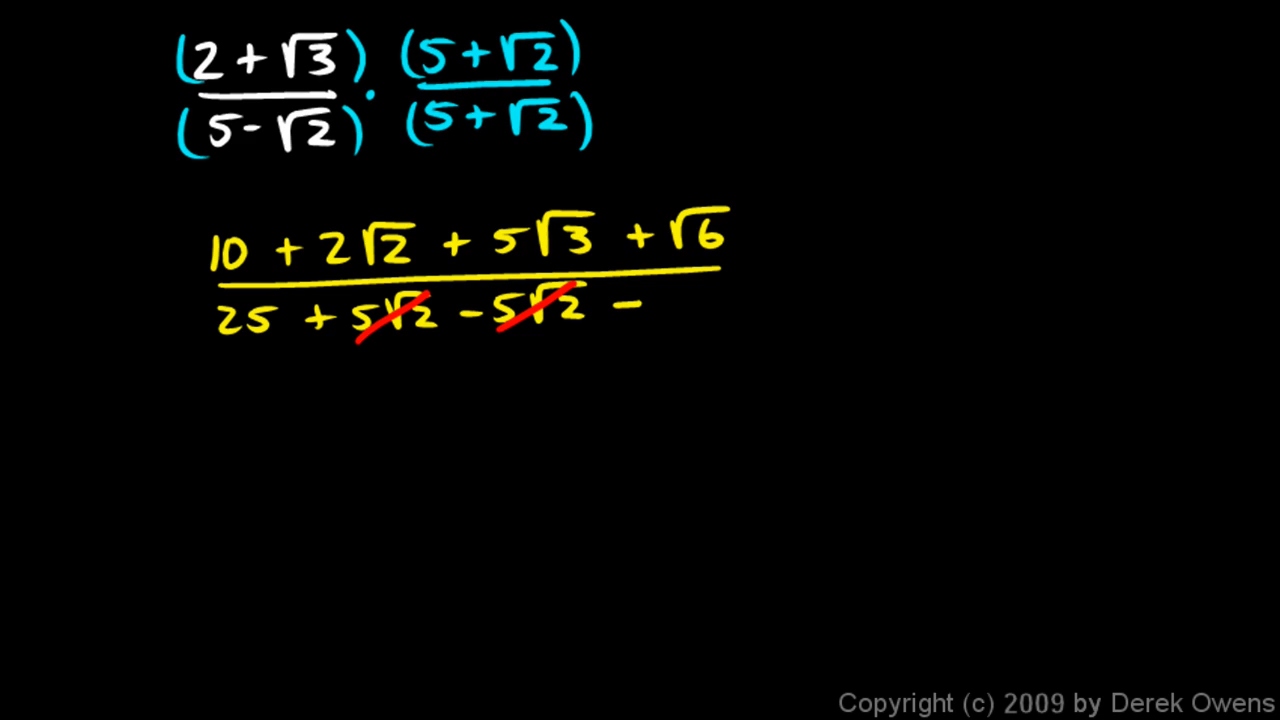 (2 + √3) · (5 + √2)
(5 - √2) (5 + √2)
10 + 2√2 + 5√3 + √6
25 + 5√2 - 5√2 -
Copyright (c) 2009 by Derek Owens